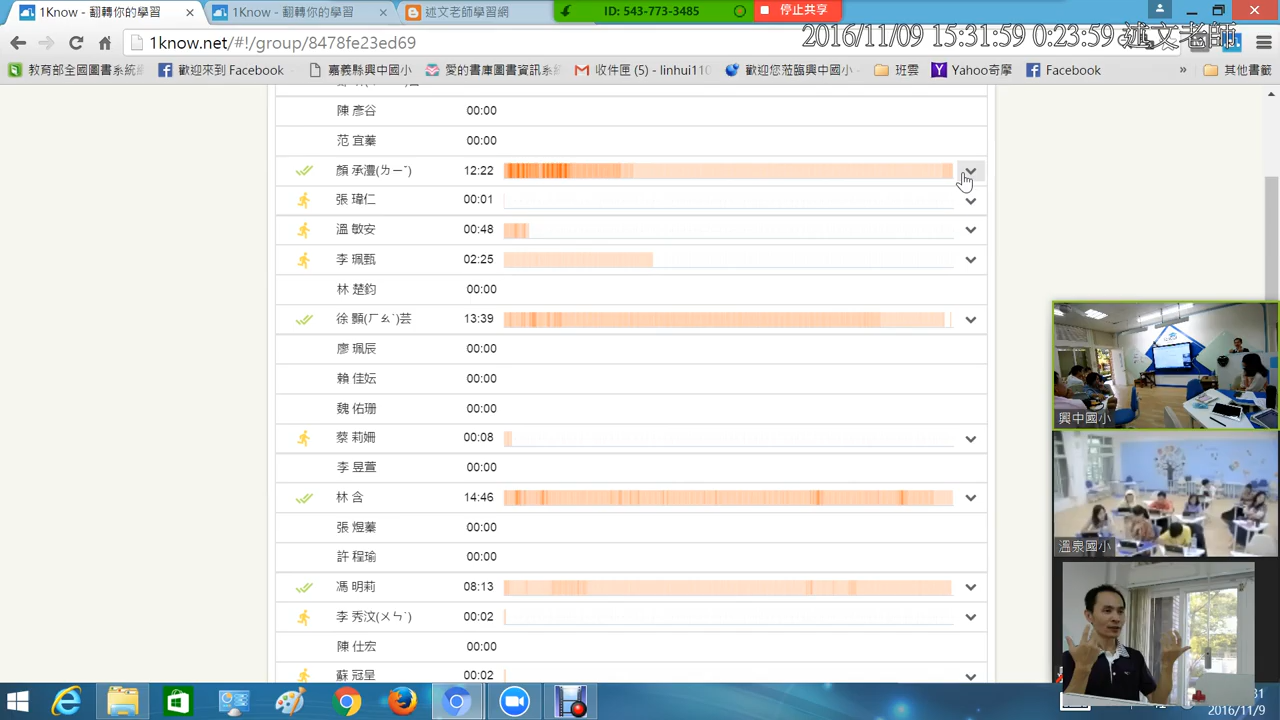 1Know - 翻轉你的學習
1Know - 翻轉你的學習
述文老師學習網
ID: 543-773-3485
停止共享
1know.net/#!/group/8478fe23ed69
2016/11/09 15:31:59 0:23:59 述文老師
教育部全國圖書系統
歡迎來到 Facebook
嘉義縣興中國小
愛的書庫圖書資訊系
收件匣 (5) - linhui110
歡迎您蒞臨興中國小
班雲
Yahoo奇摩
Facebook
»
其他書籤
陳 彥谷 00:00
范 宜蓁 00:00
顏 承灃(ㄌㄧˇ) 12:22
張 瑋仁 00:01
溫 敏安 00:48
李 珮甄 02:25
林 楚鈞 00:00
徐 顥(ㄏㄠˋ)芸 13:39
廖 珮辰 00:00
賴 佳妘 00:00
魏 佑珊 00:00
蔡 莉姍 00:08
李 昱萱 00:00
林 含 14:46
張 煜蓁 00:00
許 程瑜 00:00
馮 明莉 08:13
李 秀汶(ㄨㄣˊ) 00:02
陳 仕宏 00:00
蘇 冠星 00:02
興中國小
溫泉國小
2016/11/9